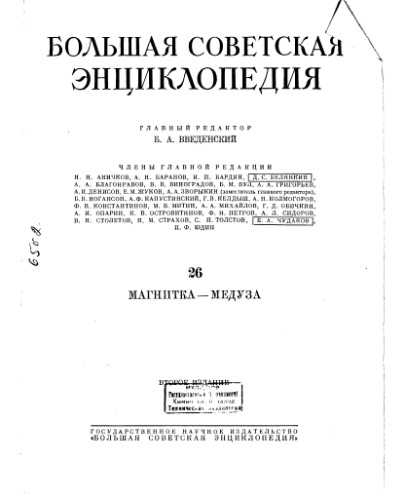 БОЛЬШАЯ СОВЕТСКАЯ
ЭНЦИКЛОПЕДИЯ
ГЛАВНЫЙ РЕДАКТОР
Б. А. ВВЕДЕНСКИЙ
ЧЛЕНЫ ГЛАВНОЙ РЕДАКЦИИ
Н. Н. АНИЧКОВ, А. Н. БАРАНОВ, И. П. БАРДИН, Д. С. БЕЛЯНКИН,
А. А. БЛАГОНРАВОВ, В. В. ВИНОГРАДОВ, Б. М. ВУЛ, А. А. ГРИГОРЬЕВ,
А. И. ДЕНИСОВ, Е. М. ЖУКОВ, А. А. ЗВОРЫКИН (заместитель главного редактора),
Б. В. ИОГАНСОН, А. Ф. КАПУСТИНСКИЙ, Г. В. КЕЛДЫШ, А. Н. КОЛМОГОРОВ,
Ф. В. КОНСТАНТИНОВ, М. Б. МИТИН, А. А. МИХАЙЛОВ, Г. Д. ОБИЧКИН,
А. И. ОПАРИН, К. В. ОСТРОВИТЯНОВ, Ф. Н. ПЕТРОВ, А. Л. СИДОРОВ,
В. Н. СТОЛЕТОВ, Н. М. СТРАХОВ, С. П. ТОЛСТОВ, Е. А. ЧУДАКОВ,
П. Ф. ЮДИН
6502
26
МАГНИТКА — МЕДУЗА
ВТОРОЕ ИЗДАНИЕ
ГОСУДАРСТВЕННОЕ НАУЧНОЕ ИЗДАТЕЛЬСТВО
«БОЛЬШАЯ СОВЕТСКАЯ ЭНЦИКЛОПЕДИЯ»